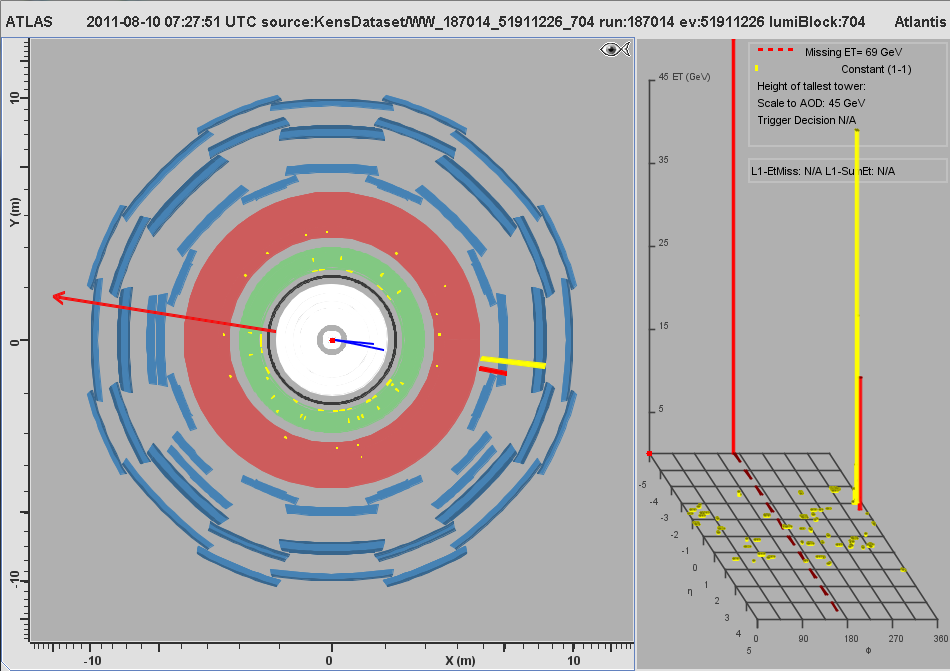 ATLAS 2011-08-10 07:27:51 UTC source:KensDataset/WW_187014_51911226_704 run:187014 ev:51911226 lumiBlock:704 Atlantis
Missing ET= 69 GeV
Constant (1-1)
Height of tallest tower:
Scale to AOD: 45 GeV
Trigger Decision N/A
L1-EtMiss: N/A L1-SumEt: N/A
45 ET (GeV)
35
25
15
5
-5
-4
-3
-2
-1
0
1
2
3
4
5
η
0 90 180 270 360
Φ
10
Y (m)
0
-10
-10 0 X (m) 10